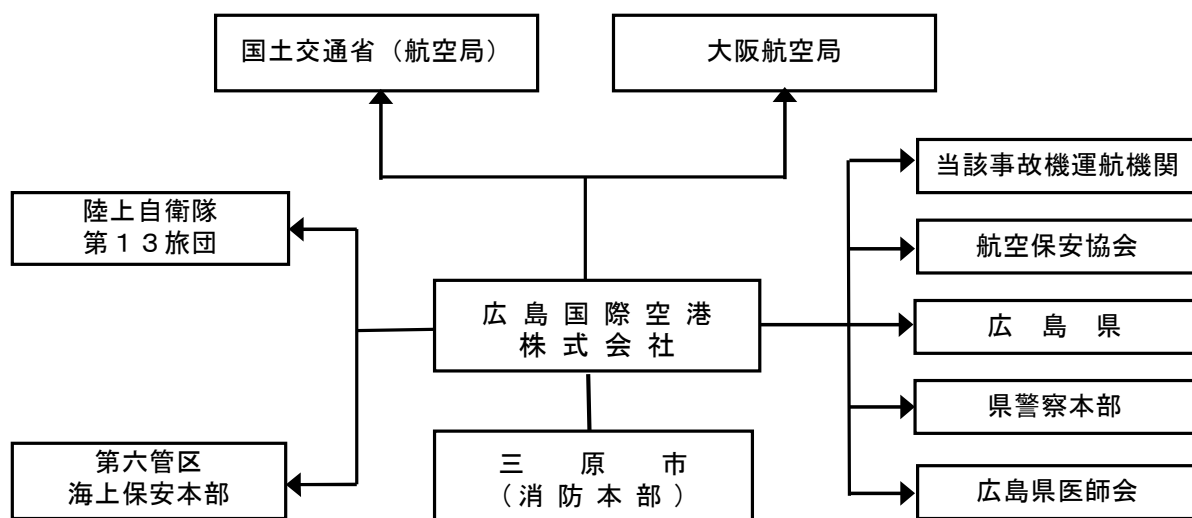 国土交通省（航空局）
大阪航空局
当該事故機運航機関
陸上自衛隊
第１３旅団
航空保安協会
広島国際空港
株式会社
広島県
県警察本部
第六管区
海上保安本部
三原市
（消防本部）
広島県医師会